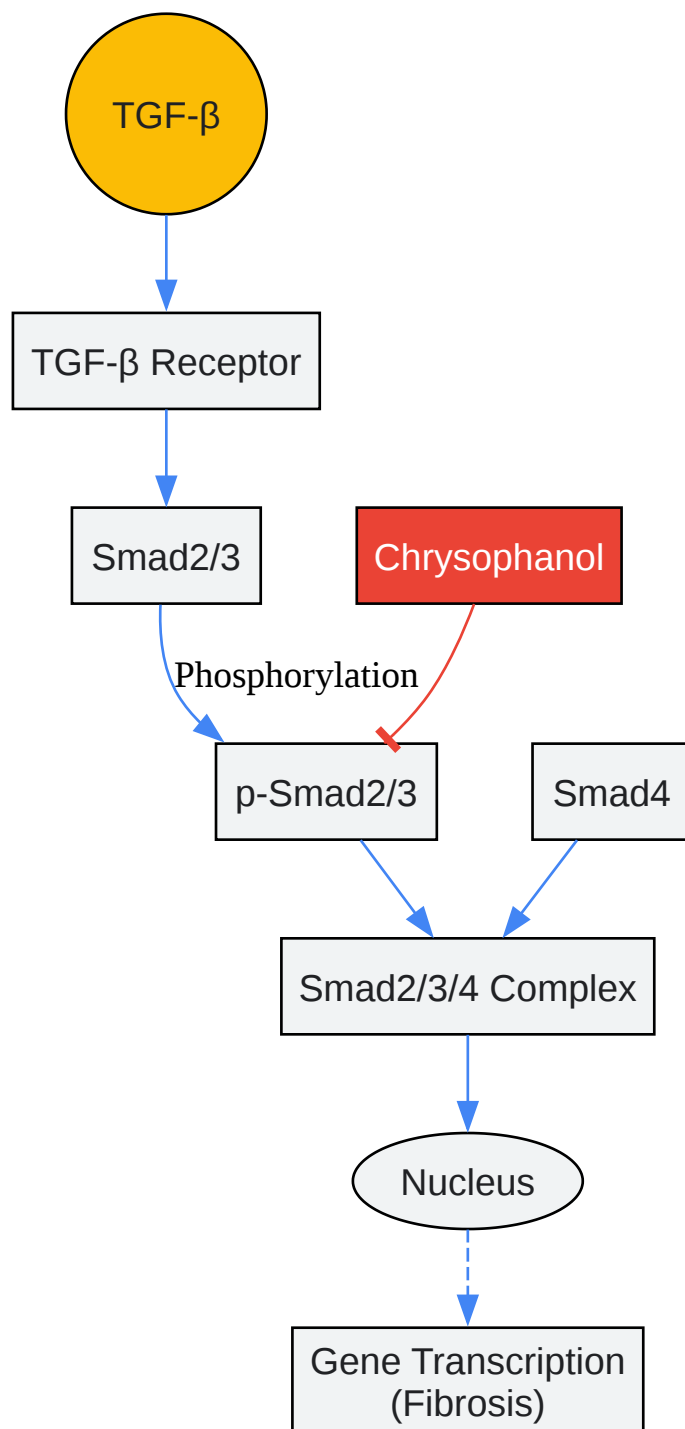 TGF-β
TGF-β Receptor
Smad2/3
Chrysophanol
Phosphorylation
p-Smad2/3
Smad4
Smad2/3/4 Complex
Nucleus
Gene Transcription
(Fibrosis)